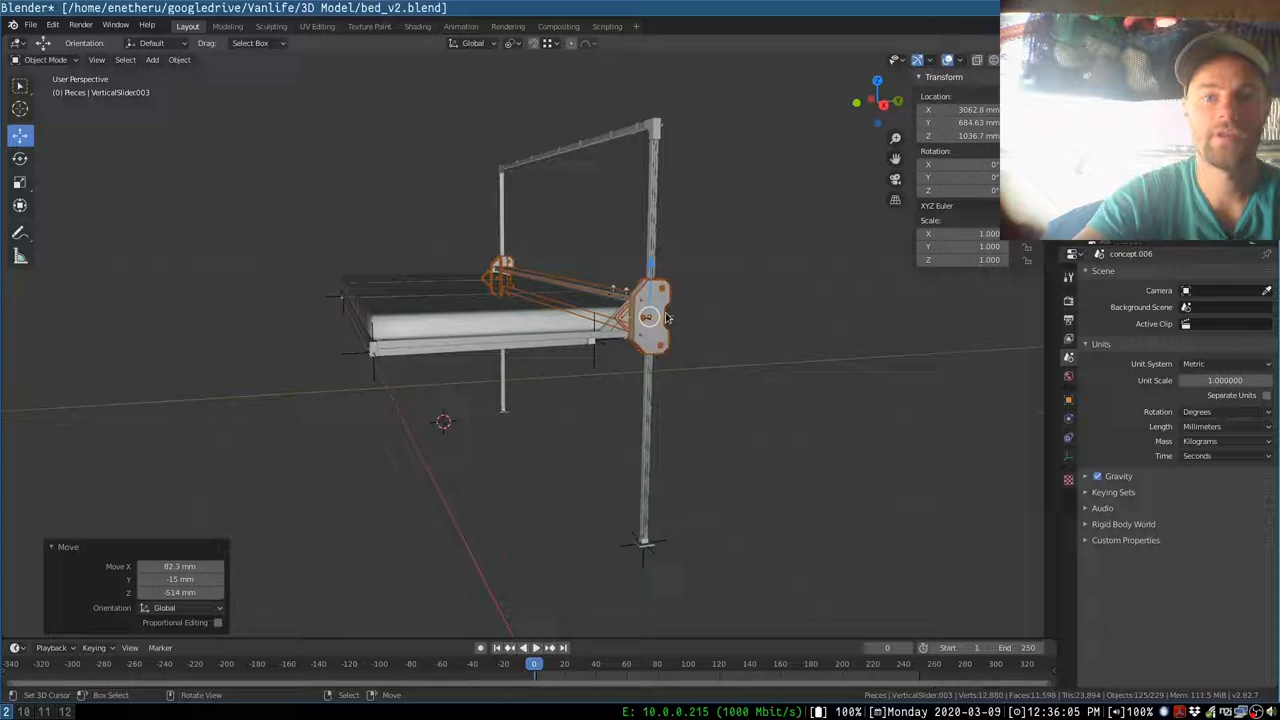 Blender* [/home/enetheru/googledrive/Vanlife/3D Model/bed_v2.blend]
File Edit Render Window Help Layout Modeling Sculpting UV Editing Texture Paint Shading Animation Rendering Compositing Scripting +
Orientation: Default Drag: Select Box Global
Object Mode View Select Add Object
User Perspective
(0) Pieces | VerticalSlider.003
Z
Y
X
Transform
Location:
X 3062.8 mm
Y 684.63 mm
Z 1036.7 mm
Rotation:
X 0°
Y 0°
Z 0°
XYZ Euler
Scale:
X 1.000
Y 1.000
Z 1.000
concept.006
Scene
Camera
Background Scene
Active Clip
Units
Unit System Metric
Unit Scale 1.000000
Separate Units
Rotation Degrees
Length Millimeters
Mass Kilograms
Time Seconds
Gravity
Keying Sets
Audio
Rigid Body World
Custom Properties
Move
Move X 82.3 mm
Y -15 mm
Z -514 mm
Orientation Global
Proportional Editing
Playback Keying View Marker 0 Start 1 End 250
-340 -320 -300 -280 -260 -240 -220 -200 -180 -160 -140 -120 -100 -80 -60 -40 -20 0 20 40 60 80 100 120 140 160 180 200 220 240 260 280 300 320 340
Set 3D Cursor Box Select Rotate View Select Move Pieces | VerticalSlider.003 | Verts:12,880 | Faces:11,598 | Tris:23,894 | Objects:125/229 | Mem: 111.5 MiB | v2.82.7
2 10 11 12 E: 10.0.0.215 (1000 Mbit/s) 100% Monday 2020-03-09 12:36:05 100%